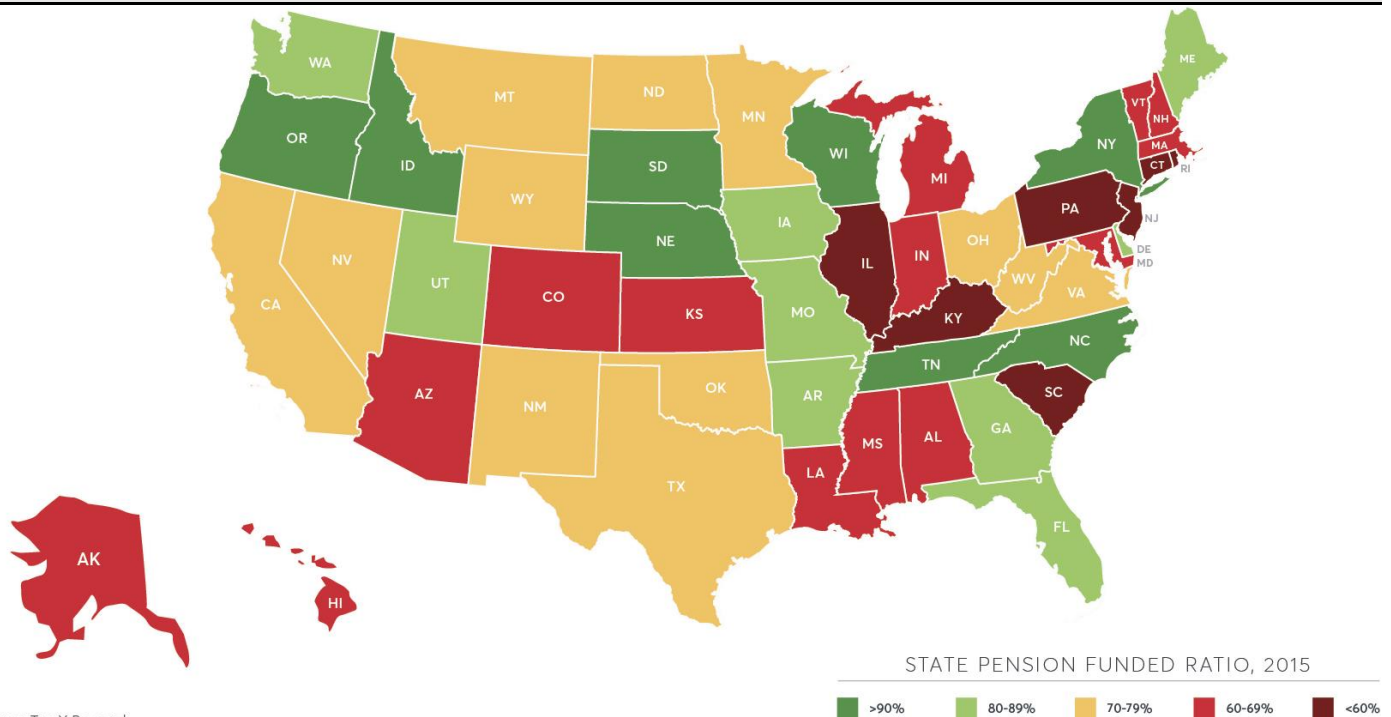 WA
ME
MT
ND
VT
MN
NH
OR
NY
WI
MA
ID
SD
CT
RI
MI
WY
PA
NJ
IA
NE
OH
DE
NV
IL
IN
MD
UT
WV
CO
VA
CA
MO
KS
KY
NC
TN
AZ
OK
AR
SC
NM
GA
MS
AL
LA
TX
FL
AK
HI
STATE PENSION FUNDED RATIO, 2015
>90% 80-89% 70-79% 60-69% <60%